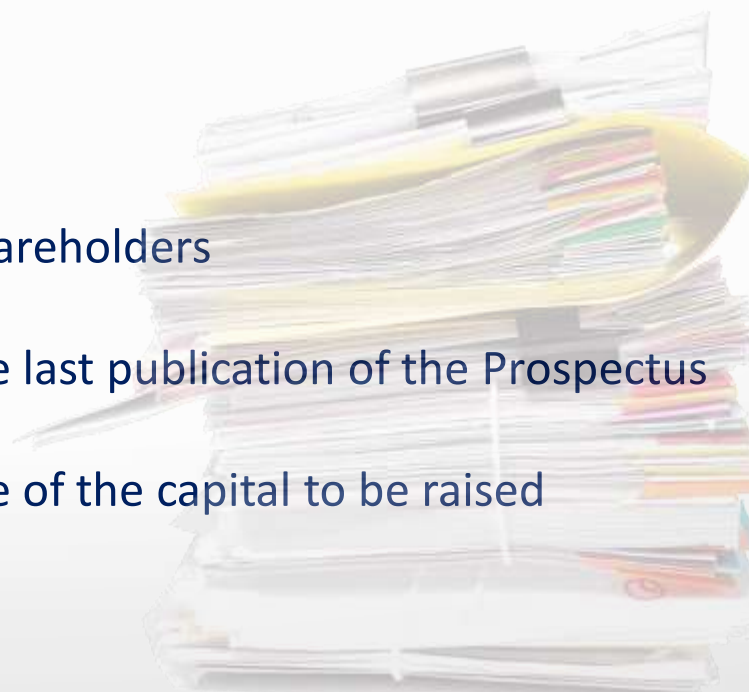 areholders
e last publication of the Prospectus
e of the capital to be raised